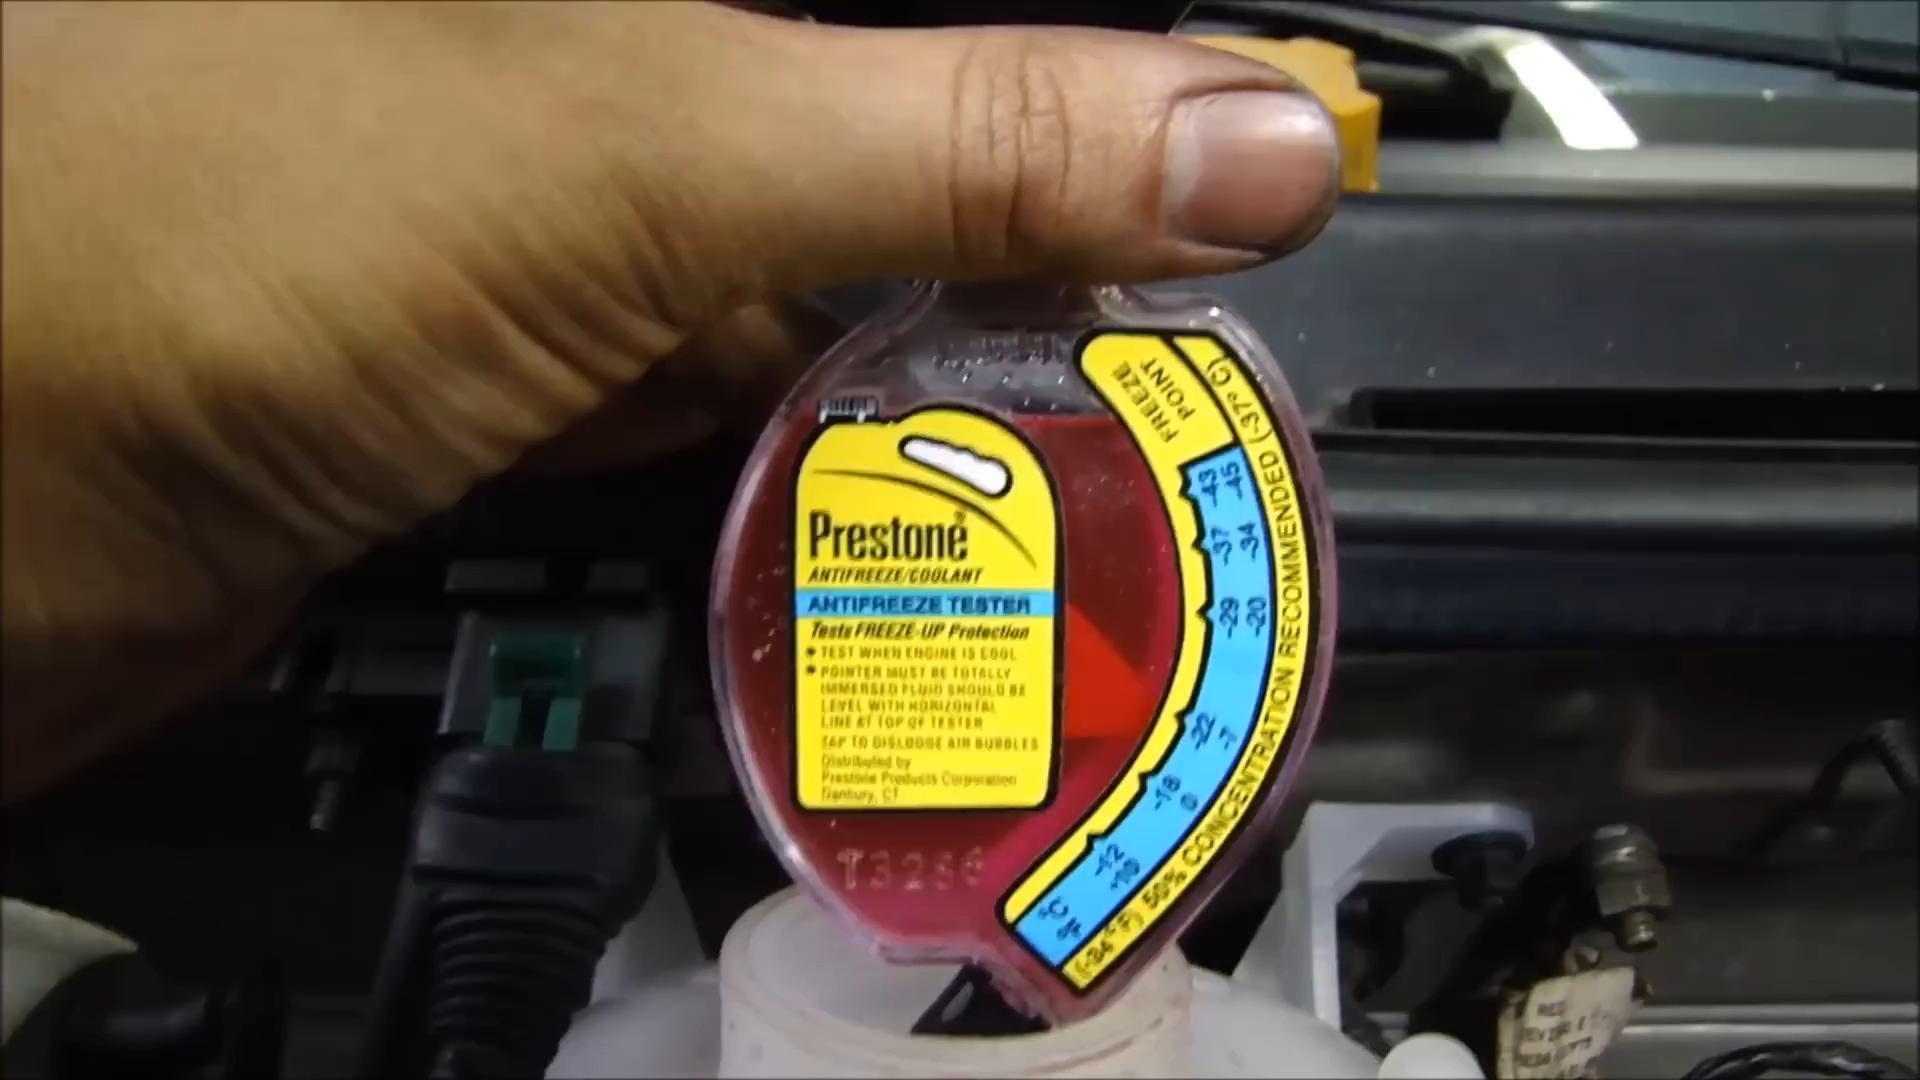 FREEZE
POINT
50% CONCENTRATION RECOMMENDED (-37° C)
(-34° F)
-43 -45
-37 -34
-29 -20
-22 -7
-18 0
-12 +10
°C
°F
Prestone®
ANTIFREEZE/COOLANT
ANTIFREEZE TESTER
Tests FREEZE-UP Protection
• TEST WHEN ENGINE IS COOL
• POINTER MUST BE TOTALLY
IMMERSED FLUID SHOULD BE
LEVEL WITH HORIZONTAL
LINE AT TOP OF TESTER
TAP TO DISLODGE AIR BUBBLES
Distributed by
Prestone Products Corporation
Danbury, CT
T3256
RED